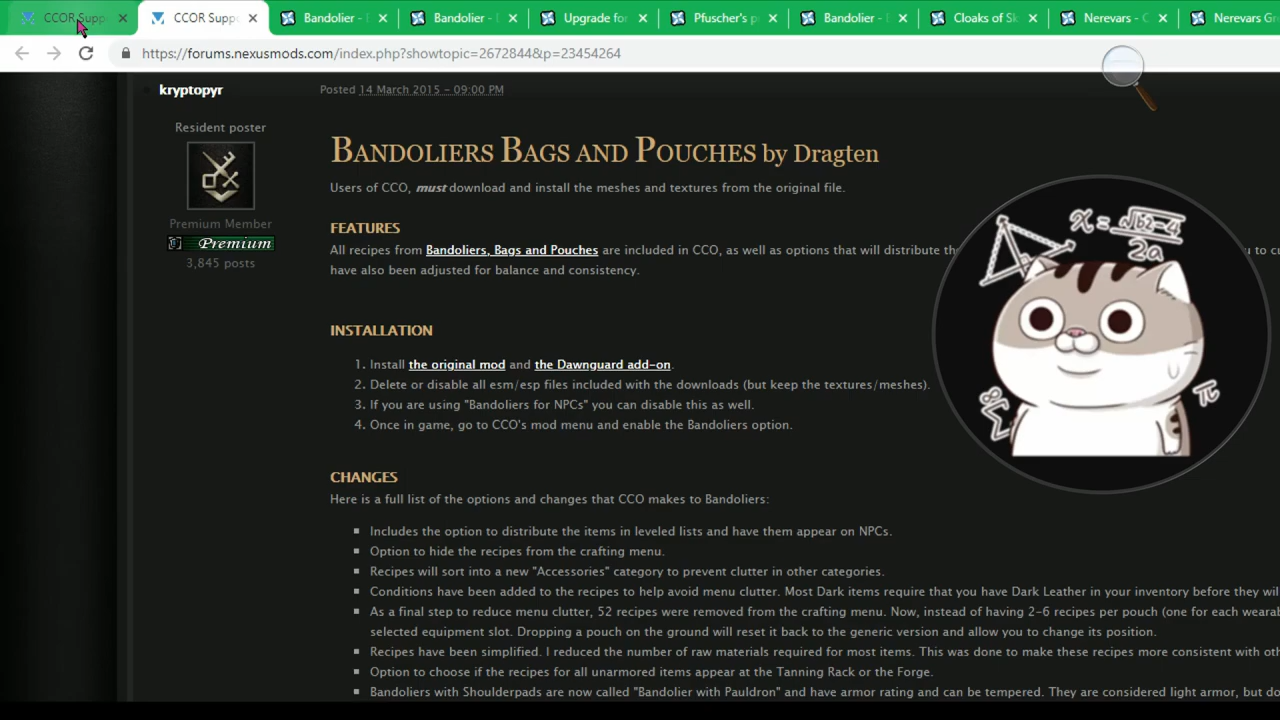 CCOR Supp
CCOR Suppo
Bandolier - B
Bandolier - B
Upgrade for
Pfuscher's p
Bandolier - B
Cloaks of Sk
Nerevars - C
Nerevars Gr
https://forums.nexusmods.com/index.php?showtopic=2672844&p=23454264
kryptopyr
Posted 14 March 2015 - 09:00 PM
Resident poster
Premium Member
Premium
3,845 posts
BANDOLIERS BAGS AND POUCHES by Dragten
Users of CCO, must download and install the meshes and textures from the original file.
FEATURES
All recipes from Bandoliers, Bags and Pouches are included in CCO, as well as options that will distribute
have also been adjusted for balance and consistency.
INSTALLATION
1. Install the original mod and the Dawnguard add-on.
2. Delete or disable all esm/esp files included with the downloads (but keep the textures/meshes).
3. If you are using "Bandoliers for NPCs" you can disable this as well.
4. Once in game, go to CCO's mod menu and enable the Bandoliers option.
CHANGES
Here is a full list of the options and changes that CCO makes to Bandoliers:
Includes the option to distribute the items in leveled lists and have them appear on NPCs.
Option to hide the recipes from the crafting menu.
Recipes will sort into a new "Accessories" category to prevent clutter in other categories.
Conditions have been added to the recipes to help avoid menu clutter. Most Dark items require that you have Dark Leather in your inventory before they wil
As a final step to reduce menu clutter, 52 recipes were removed from the crafting menu. Now, instead of having 2-6 recipes per pouch (one for each wearab
selected equipment slot. Dropping a pouch on the ground will reset it back to the generic version and allow you to change its position.
Recipes have been simplified. I reduced the number of raw materials required for most items. This was done to make these recipes more consistent with oth
Option to choose if the recipes for all unarmored items appear at the Tanning Rack or the Forge.
Bandoliers with Shoulderpads are now called "Bandolier with Pauldron" and have armor rating and can be tempered. They are considered light armor, but do